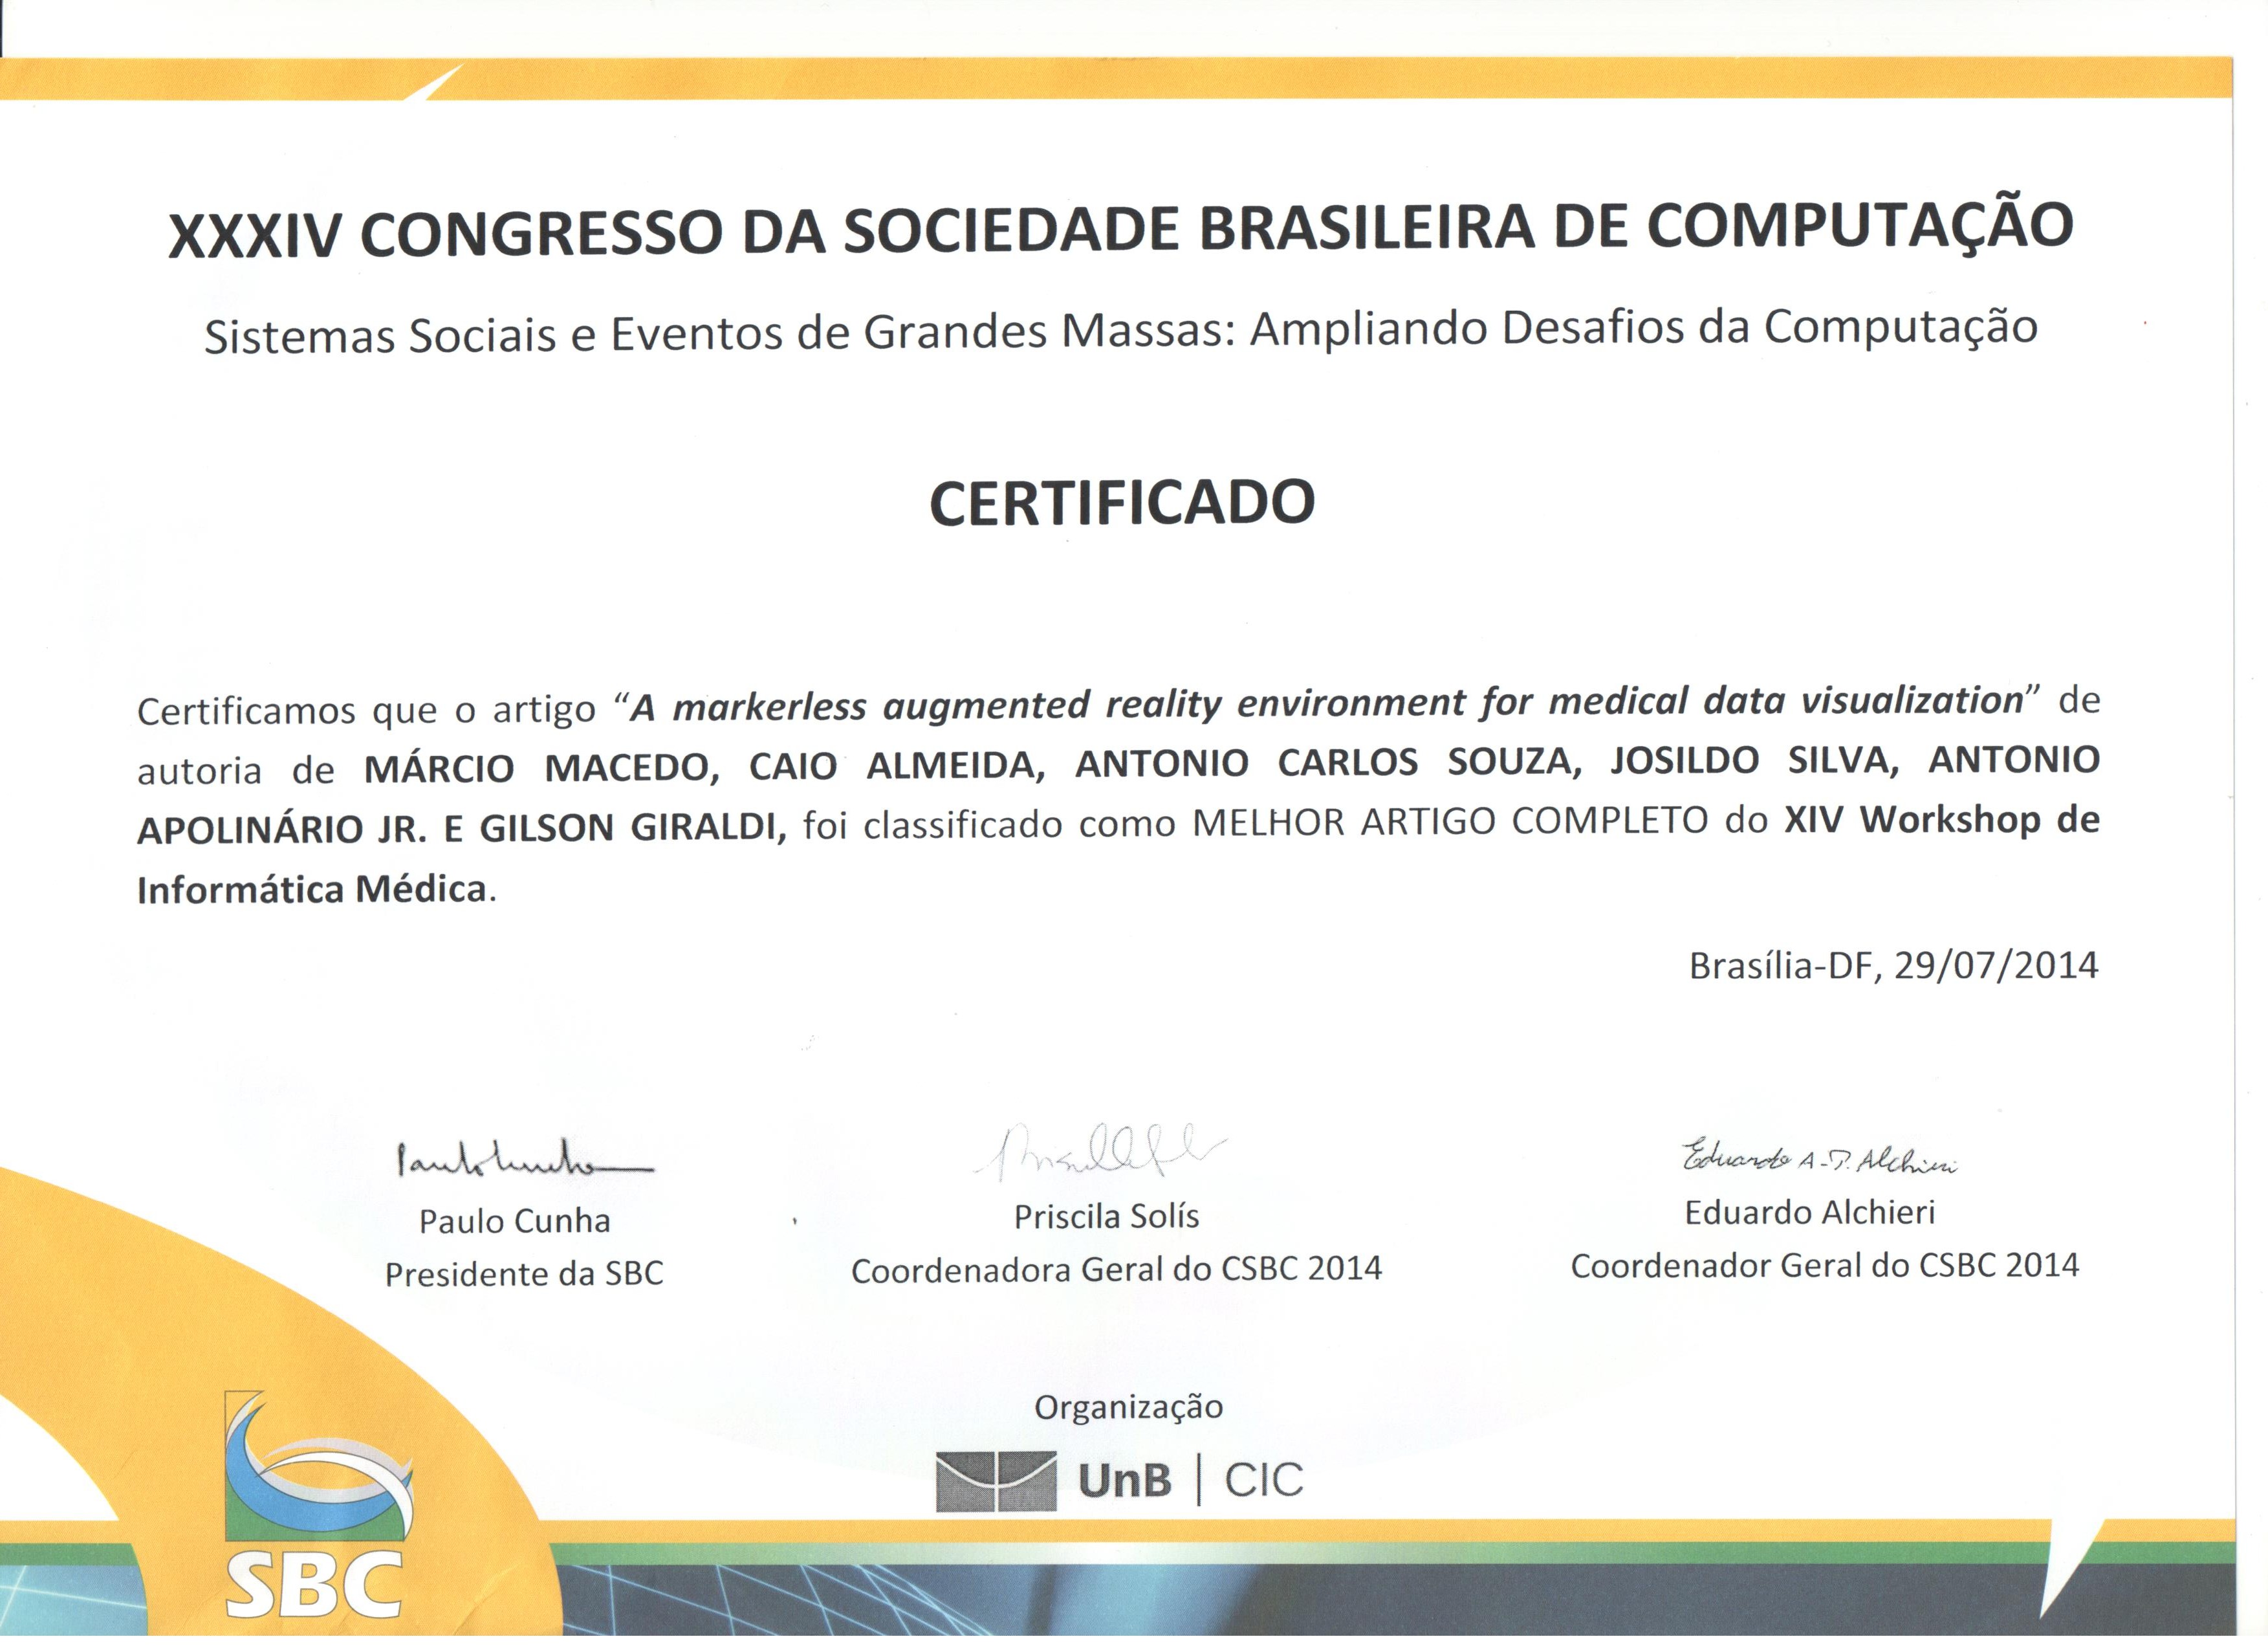 XXXIV CONGRESSO DA SOCIEDADE BRASILEIRA DE COMPUTAÇÃO
Sistemas Sociais e Eventos de Grandes Massas: Ampliando Desafios da Computação
CERTIFICADO
Certificamos que o artigo “A markerless augmented reality environment for medical data visualization” de
autoria de MÁRCIO MACEDO, CAIO ALMEIDA, ANTONIO CARLOS SOUZA, JOSILDO SILVA, ANTONIO
APOLINÁRIO JR. E GILSON GIRALDI, foi classificado como MELHOR ARTIGO COMPLETO do XIV Workshop de
Informática Médica.
Brasília-DF, 29/07/2014
Paulo Cunha
Eduardo A. P. Alchieri
Paulo Cunha
Priscila Solís
Eduardo Alchieri
Presidente da SBC
Coordenadora Geral do CSBC 2014
Coordenador Geral do CSBC 2014
Organização
UnB | CIC
SBC